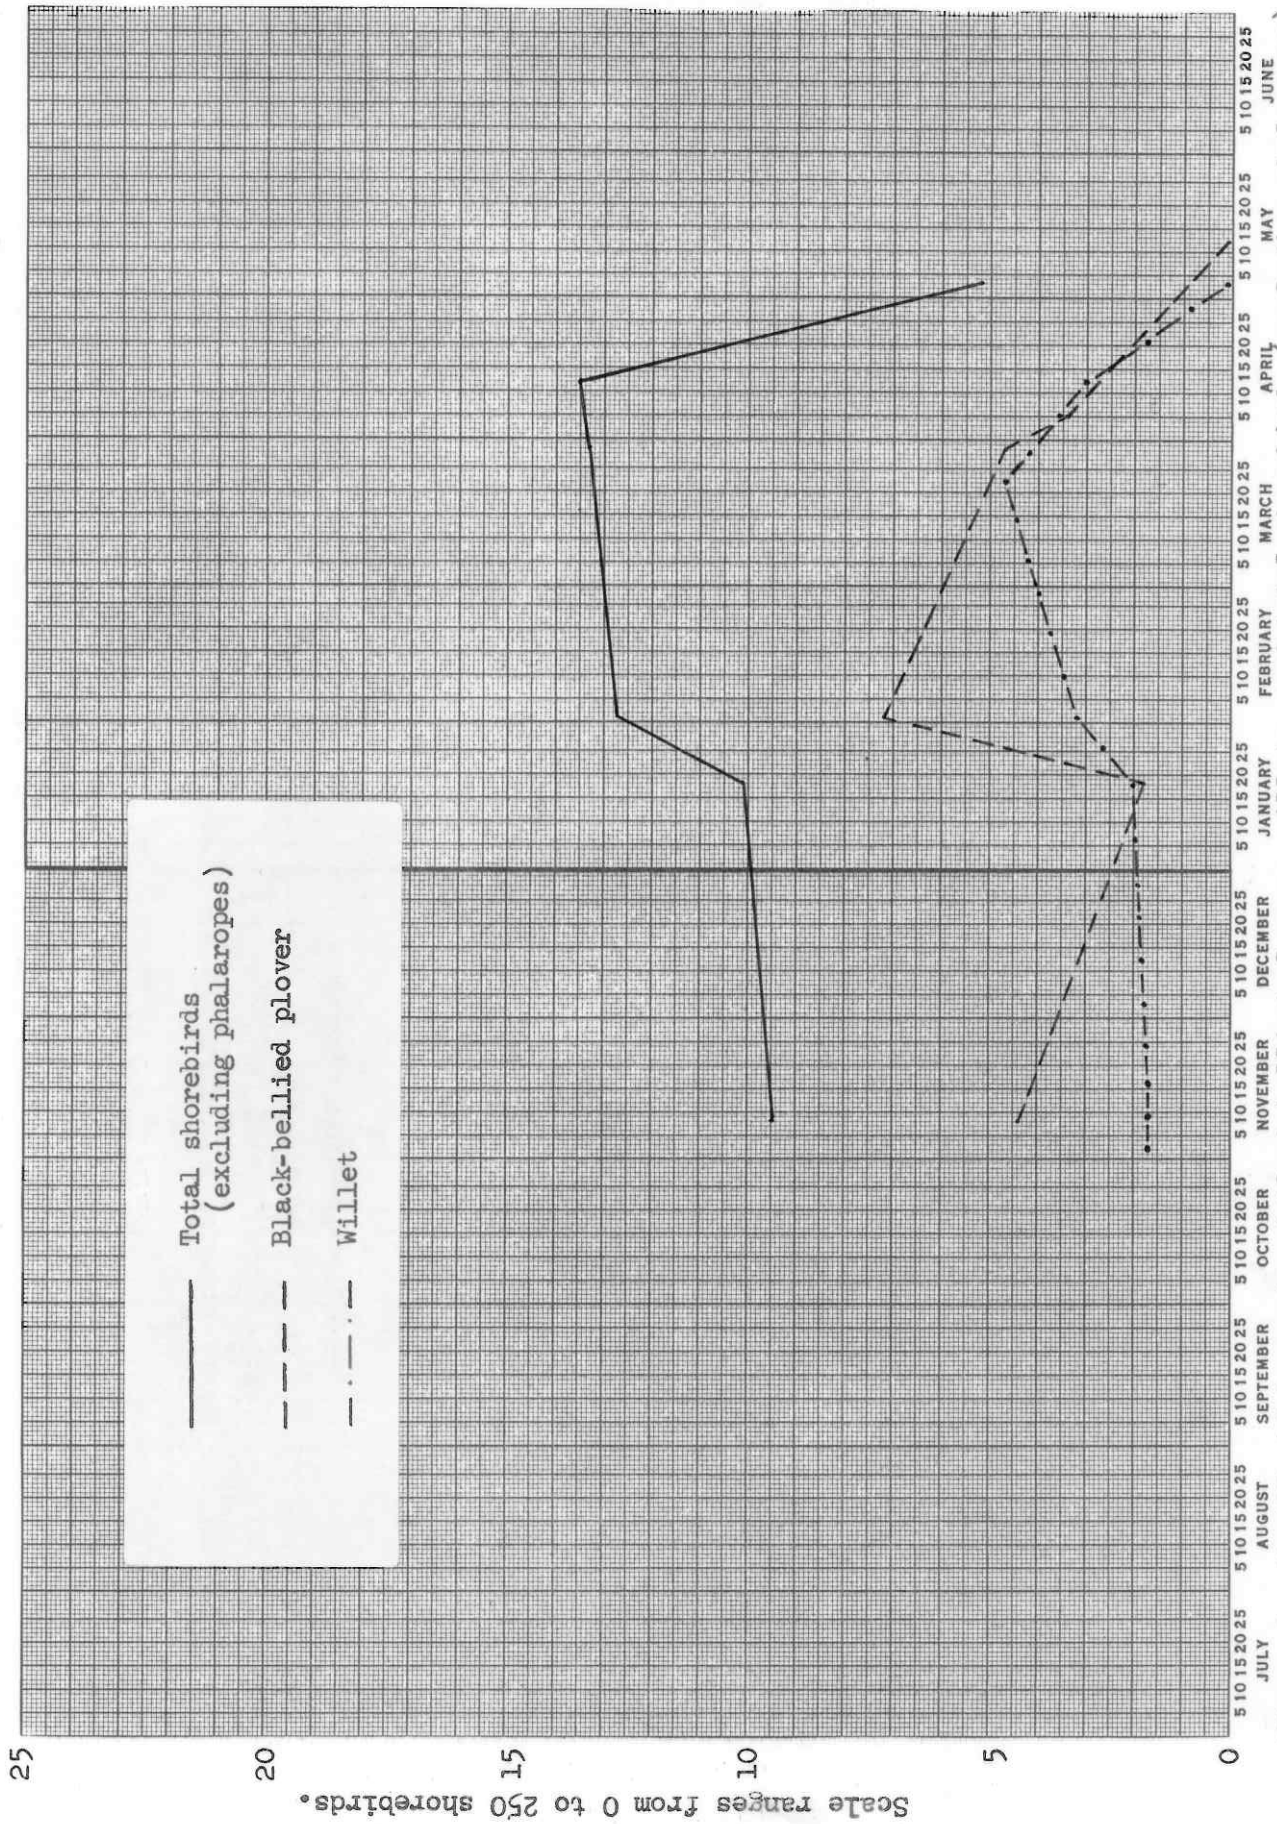 25
20
15
10
5
0
Scale ranges from 0 to 250 shorebirds.
Total shorebirds
(excluding phalaropes)
Black-bellied plover
Willet
5 10 15 20 25 5 10 15 20 25 5 10 15 20 25 5 10 15 20 25 5 10 15 20 25 5 10 15 20 25 5 10 15 20 25 5 10 15 20 25 5 10 15 20 25 5 10 15 20 25 5 10 15 20 25 5 10 15 20 25
JULY AUGUST SEPTEMBER OCTOBER NOVEMBER DECEMBER JANUARY FEBRUARY MARCH APRIL MAY JUNE